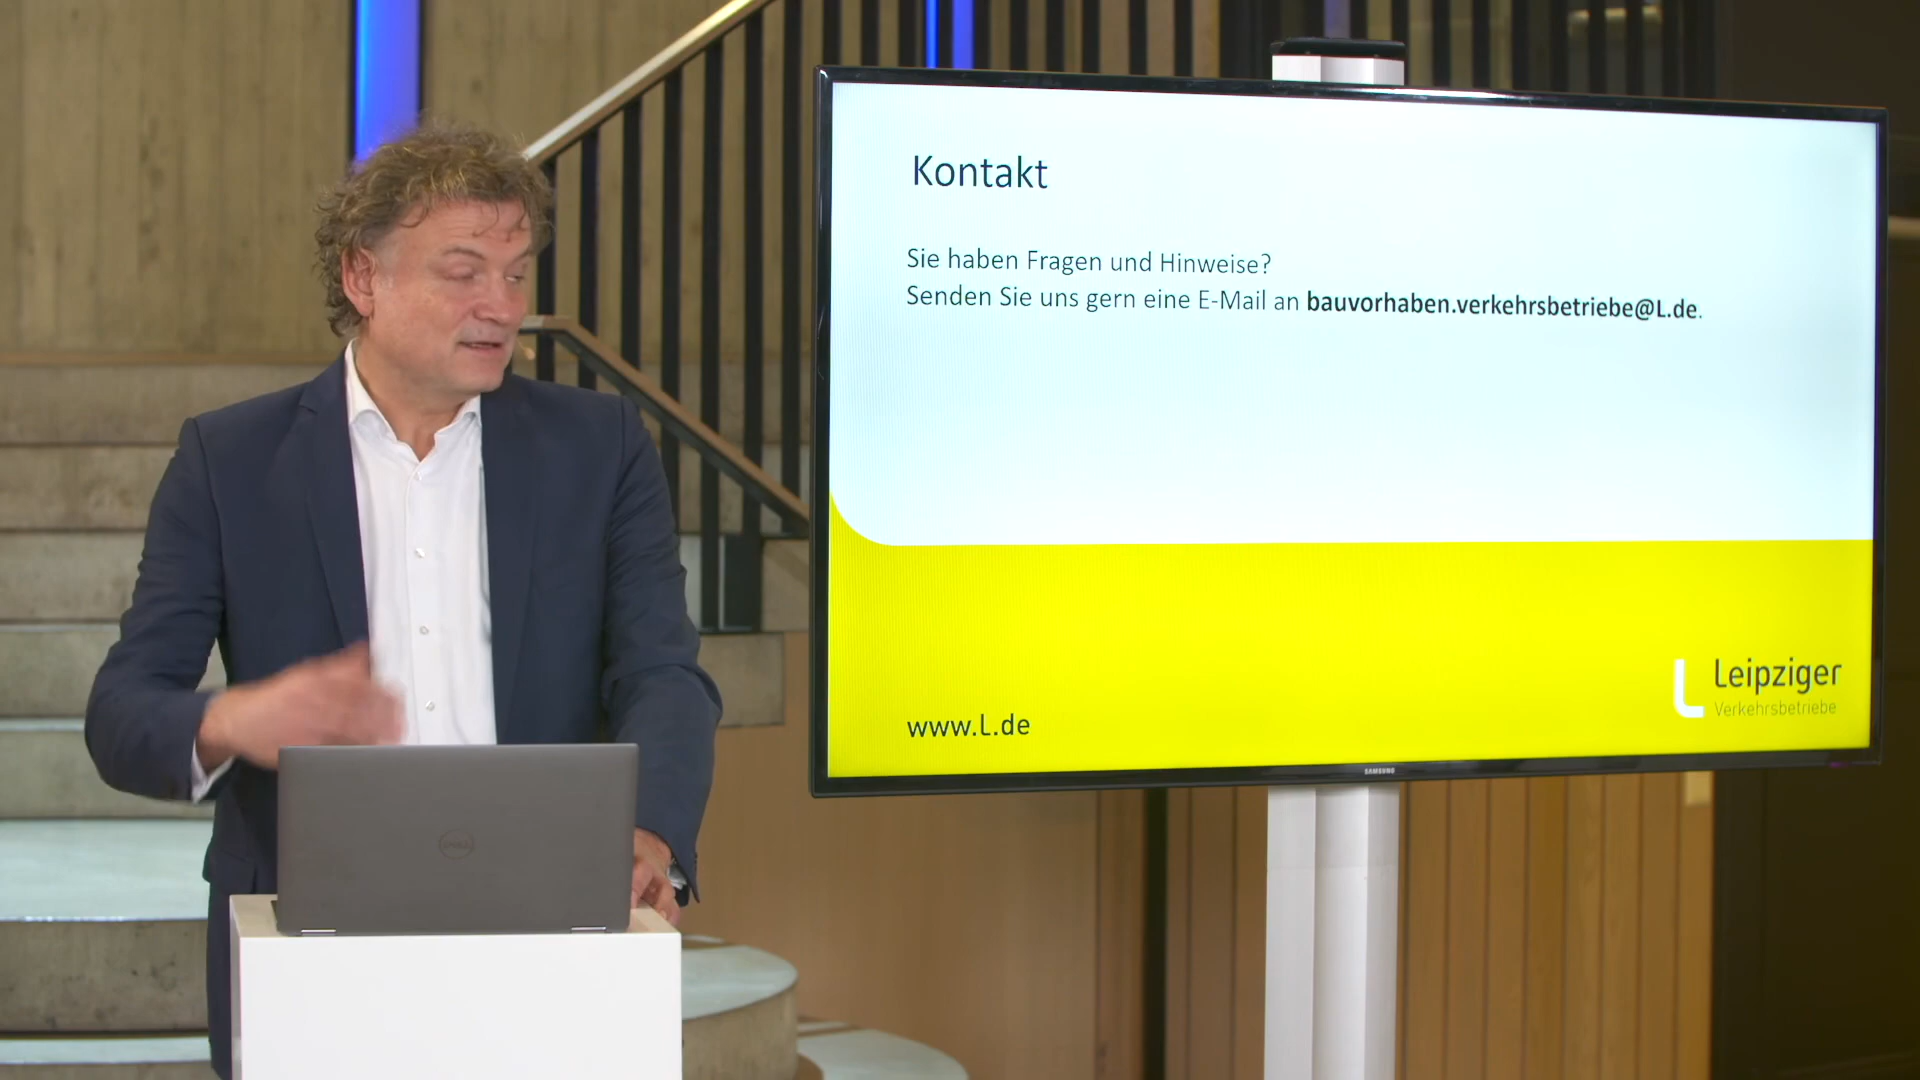 Kontakt
Sie haben Fragen und Hinweise?
Senden Sie uns gern eine E-Mail an bauvorhaben.verkehrsbetriebe@L.de.
www.L.de
L Leipziger
Verkehrsbetriebe
SAMSUNG
DELL